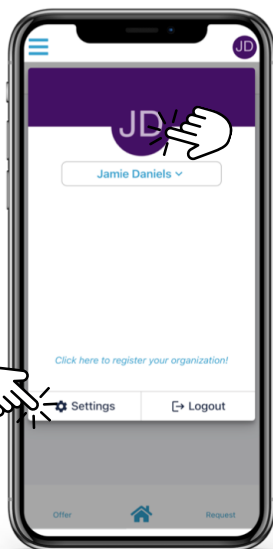 JD
JD
Jamie Daniels
Click here to register your organization!
Settings Logout
Offer Request